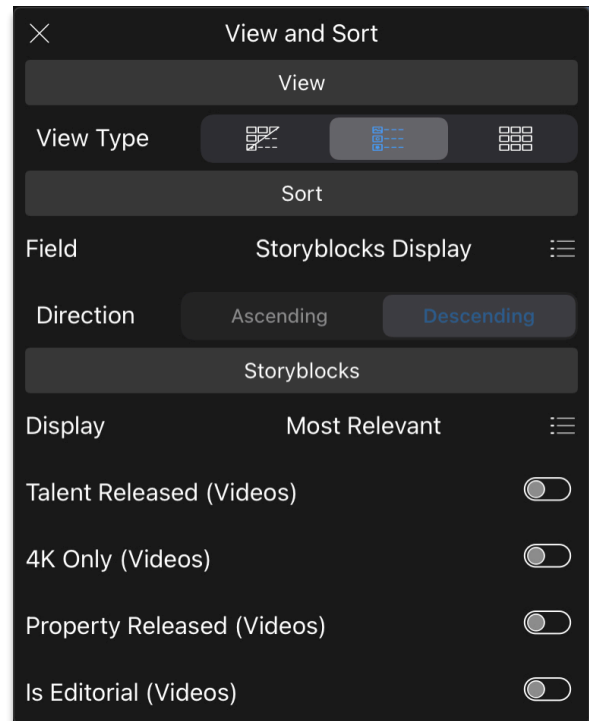 View and Sort
View
View Type
Sort
Field Storyblocks Display
Direction Ascending Descending
Storyblocks
Display Most Relevant
Talent Released (Videos)
4K Only (Videos)
Property Released (Videos)
Is Editorial (Videos)